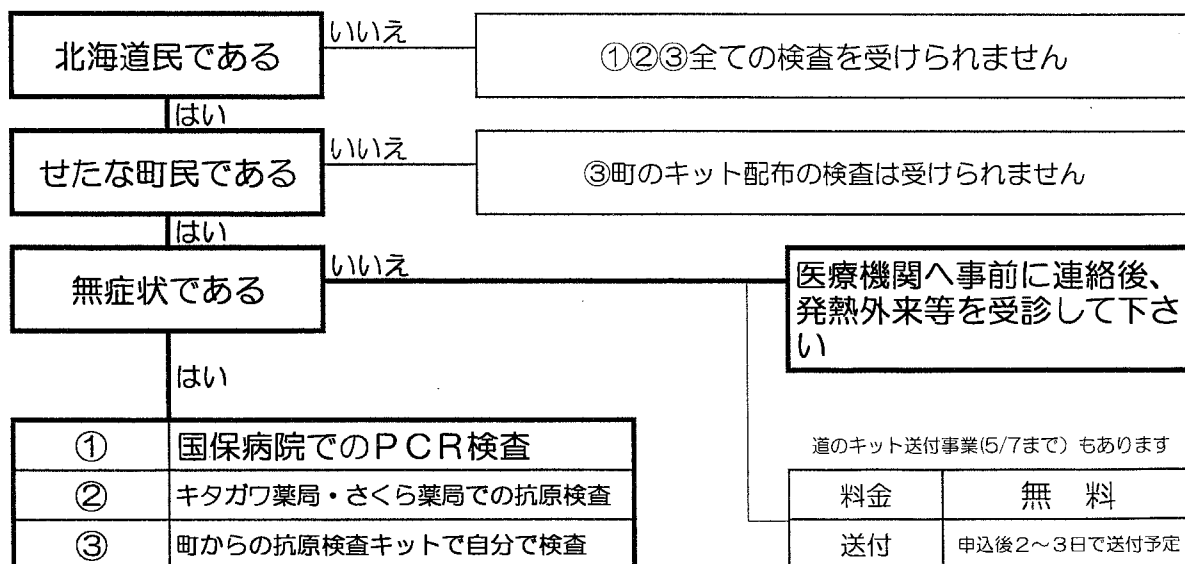 北海道民である
いいえ
①②③全ての検査を受けられません
はい
せたな町民である
いいえ
③町のキット配布の検査は受けられません
はい
無症状である
いいえ
医療機関へ事前に連絡後、
発熱外来等を受診して下さ
い
はい
① 国保病院でのPCR検査
② キタガワ薬局・さくら薬局での抗原検査
③ 町からの抗原検査キットで自分で検査
道のキット送付事業(5/7まで）もあります
料金 無　料
送付 申込後２～３日で送付予定